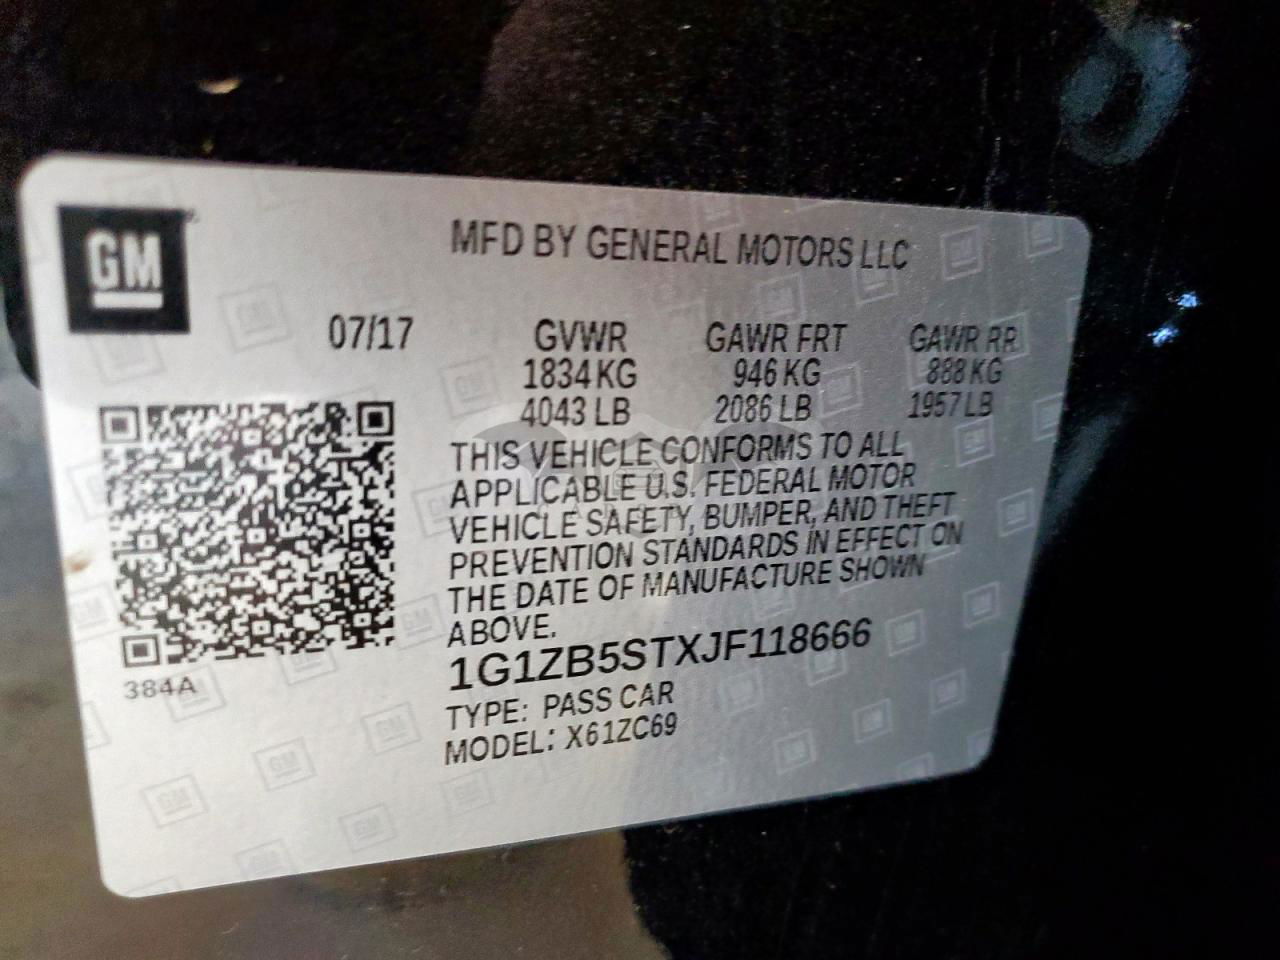 GM
MFD BY GENERAL MOTORS LLC
07/17 GVWR GAWR FRT GAWR RR
1834 KG 946 KG 888 KG
4043 LB 2086 LB 1957 LB
THIS VEHICLE CONFORMS TO ALL
APPLICABLE U.S. FEDERAL MOTOR
VEHICLE SAFETY, BUMPER, AND THEFT
PREVENTION STANDARDS IN EFFECT ON
THE DATE OF MANUFACTURE SHOWN
ABOVE.
1G1ZB5STXJF118666
384A
TYPE: PASS CAR
MODEL: X61ZC69